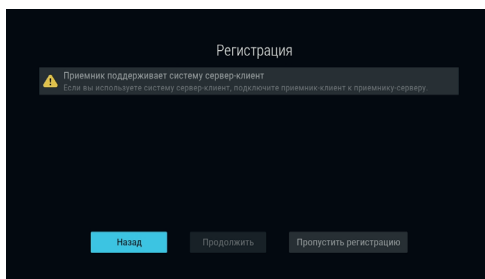 Регистрация
Приемник поддерживает систему сервер-клиент
Если вы используете систему сервер-клиент, подключите приемник-клиент к приемнику-серверу.
Назад
Продолжить
Пропустить регистрацию